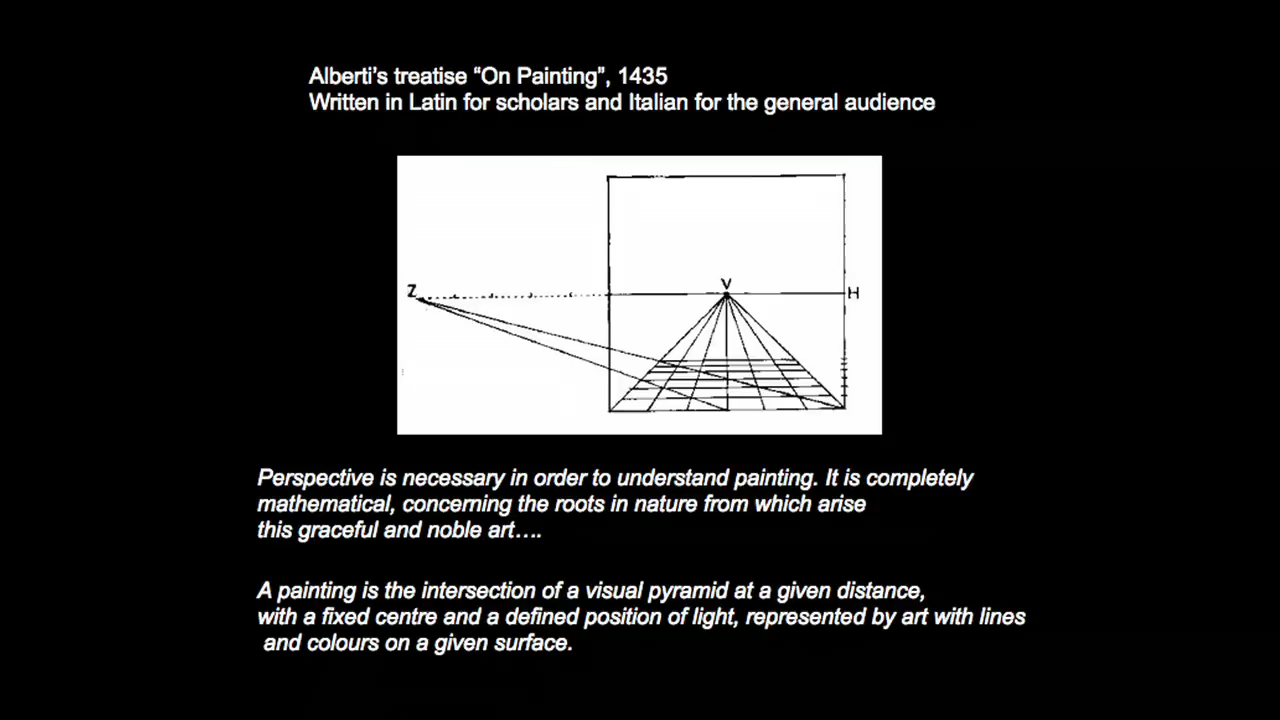 Alberti's treatise “On Painting”, 1435
Written in Latin for scholars and Italian for the general audience
V
Z
H
Perspective is necessary in order to understand painting. It is completely
mathematical, concerning the roots in nature from which arise
this graceful and noble art….
A painting is the intersection of a visual pyramid at a given distance,
with a fixed centre and a defined position of light, represented by art with lines
and colours on a given surface.